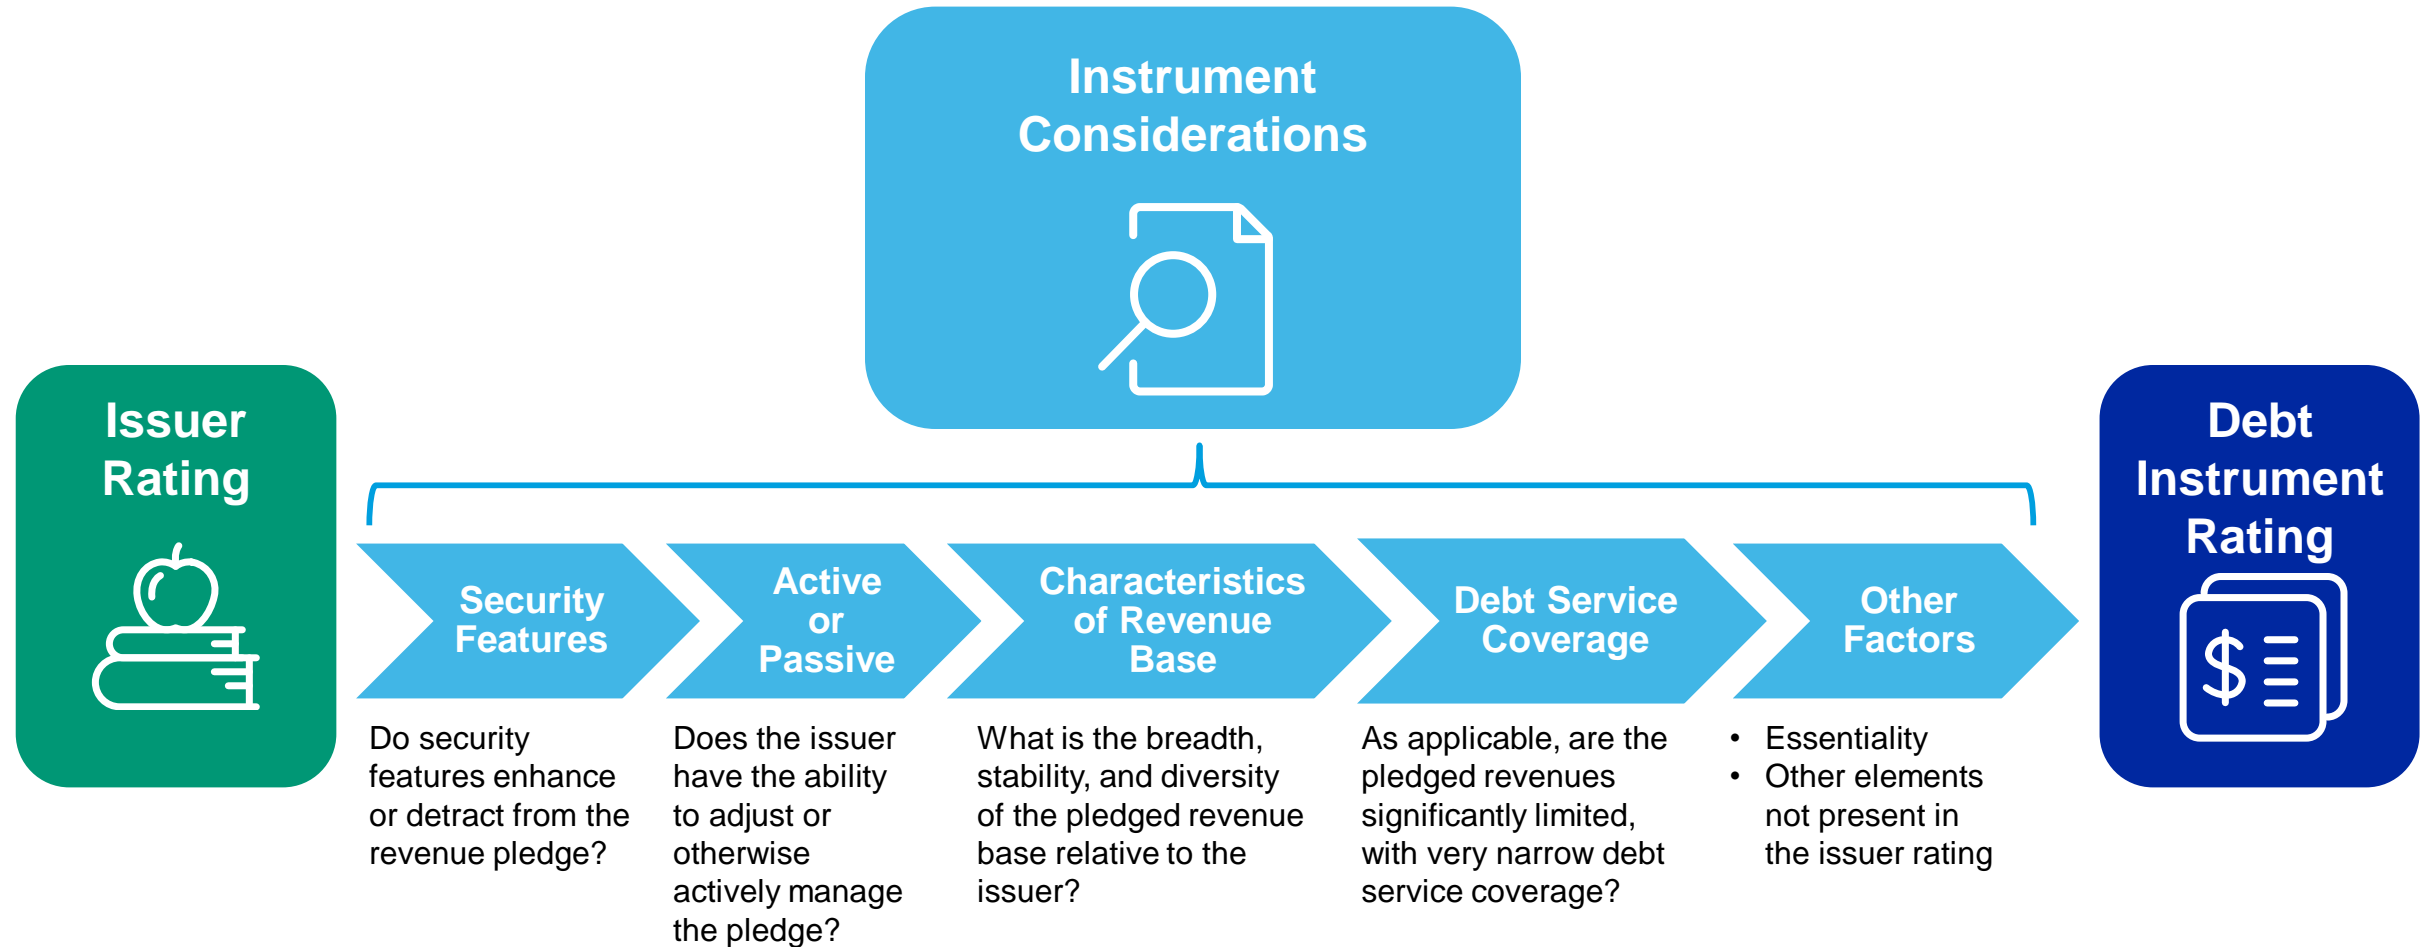 Instrument
Considerations
Issuer
Rating
Debt
Instrument
Rating
$
Security
Features
Active
or
Passive
Characteristics
of Revenue
Base
Debt Service
Coverage
Other
Factors
Do security
features enhance
or detract from the
revenue pledge?
Does the issuer
have the ability
to adjust or
otherwise
actively manage
the pledge?
What is the breadth,
stability, and diversity
of the pledged revenue
base relative to the
issuer?
As applicable, are the
pledged revenues
significantly limited,
with very narrow debt
service coverage?
• Essentiality
• Other elements
not present in
the issuer rating